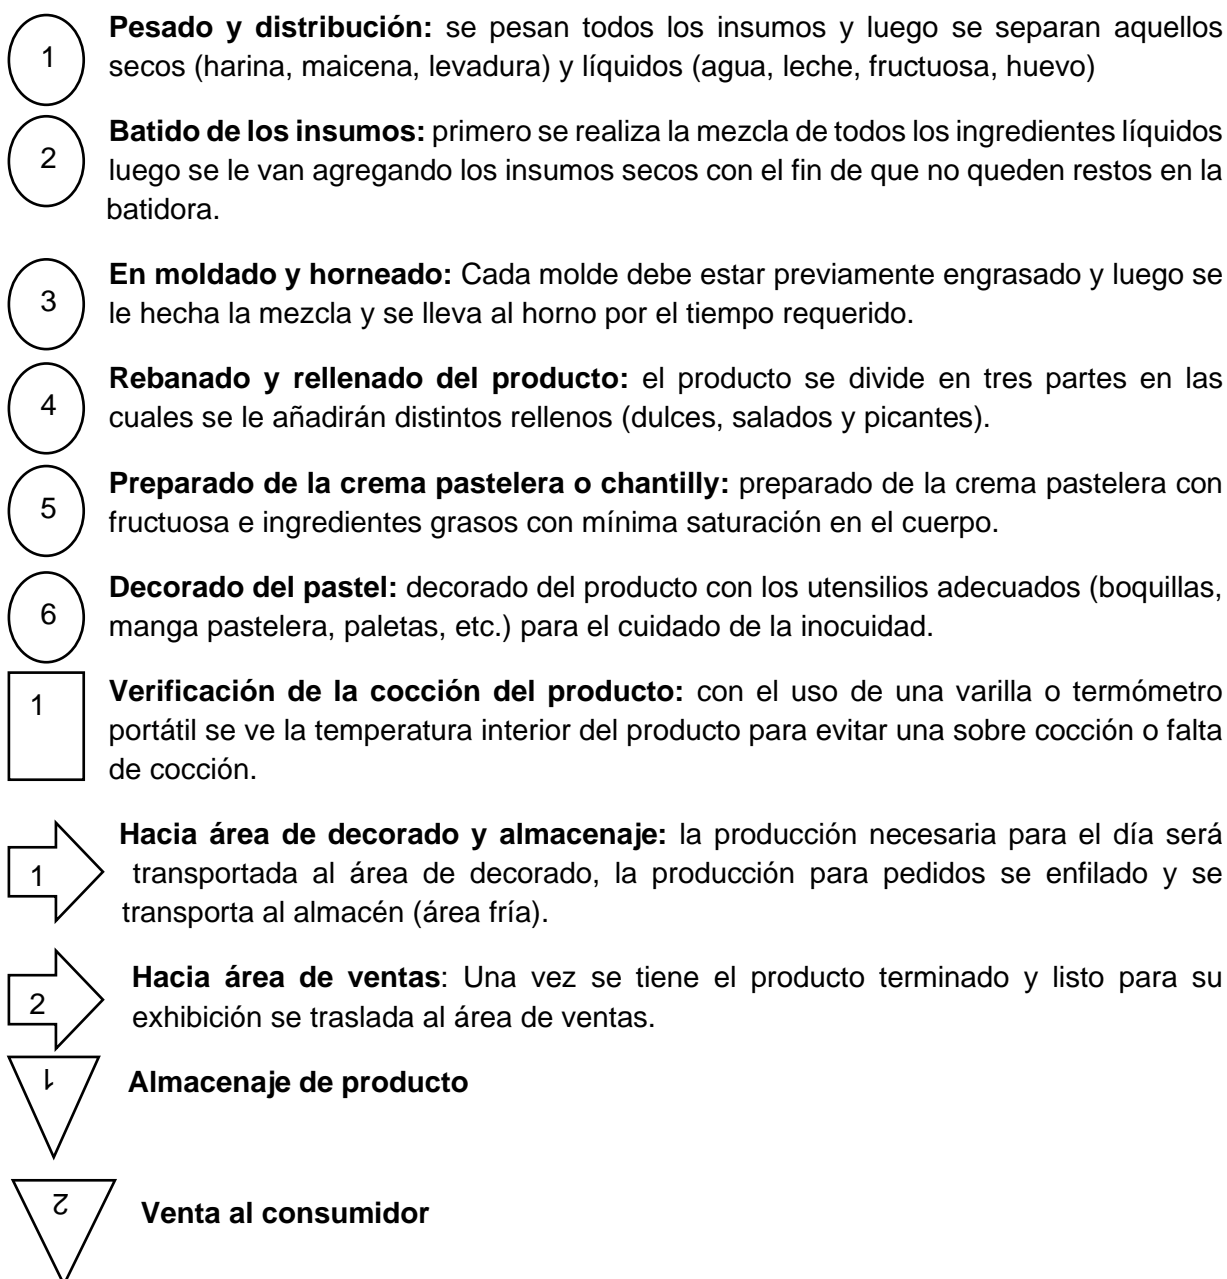 1
Pesado y distribución: se pesan todos los insumos y luego se separan aquellos
secos (harina, maicena, levadura) y líquidos (agua, leche, fructuosa, huevo)
2
Batido de los insumos: primero se realiza la mezcla de todos los ingredientes líquidos
luego se le van agregando los insumos secos con el fin de que no queden restos en la
batidora.
3
En moldado y horneado: Cada molde debe estar previamente engrasado y luego se
le hecha la mezcla y se lleva al horno por el tiempo requerido.
4
Rebanado y rellenado del producto: el producto se divide en tres partes en las
cuales se le añadirán distintos rellenos (dulces, salados y picantes).
5
Preparado de la crema pastelera o chantilly: preparado de la crema pastelera con
fructuosa e ingredientes grasos con mínima saturación en el cuerpo.
6
Decorado del pastel: decorado del producto con los utensilios adecuados (boquillas,
manga pastelera, paletas, etc.) para el cuidado de la inocuidad.
1
Verificación de la cocción del producto: con el uso de una varilla o termómetro
portátil se ve la temperatura interior del producto para evitar una sobre cocción o falta
de cocción.
1
Hacia área de decorado y almacenaje: la producción necesaria para el día será
transportada al área de decorado, la producción para pedidos se enfilado y se
transporta al almacén (área fría).
2
Hacia área de ventas: Una vez se tiene el producto terminado y listo para su
exhibición se traslada al área de ventas.
1
Almacenaje de producto
2
Venta al consumidor